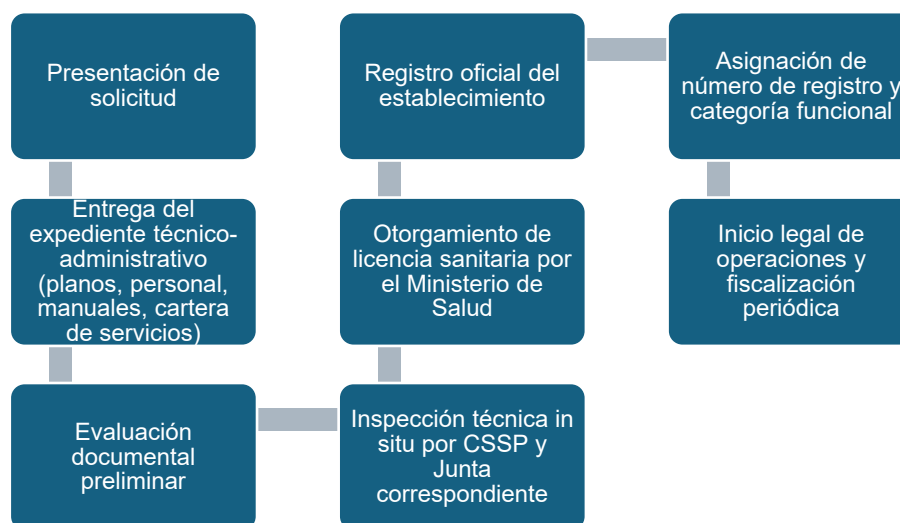 Presentación de
solicitud
Entrega del
expediente técnico-
administrativo
(planos, personal,
manuales, cartera
de servicios)
Evaluación
documental
preliminar
Inspección técnica in
situ por CSSP y
Junta
correspondiente
Otorgamiento de
licencia sanitaria por
el Ministerio de
Salud
Registro oficial del
establecimiento
Asignación de
número de registro y
categoría funcional
Inicio legal de
operaciones y
fiscalización
periódica